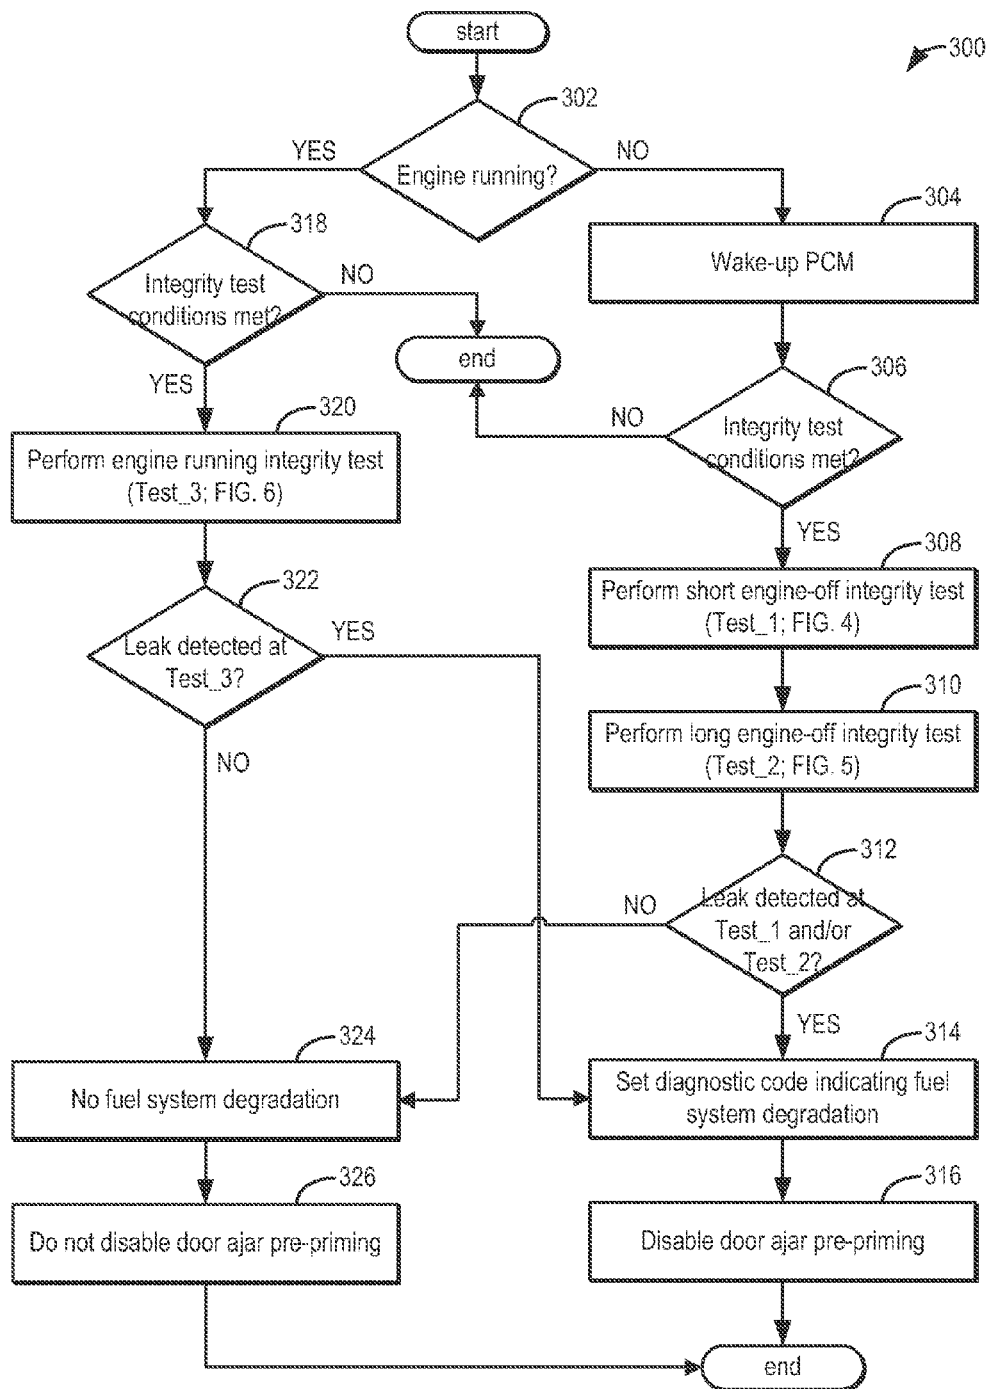 start
300
302
YES
Engine running?
NO
304
Wake-up PCM
318
Integrity test
conditions met?
NO
end
306
Integrity test
conditions met?
NO
YES
YES
320
Perform engine running integrity test
(Test_3; FIG. 6)
308
Perform short engine-off integrity test
(Test_1; FIG. 4)
322
Leak detected at
Test_3?
YES
NO
310
Perform long engine-off integrity test
(Test_2; FIG. 5)
312
Leak detected at
Test_1 and/or
Test_2?
NO
YES
324
No fuel system degradation
314
Set diagnostic code indicating fuel
system degradation
326
Do not disable door ajar pre-priming
316
Disable door ajar pre-priming
end